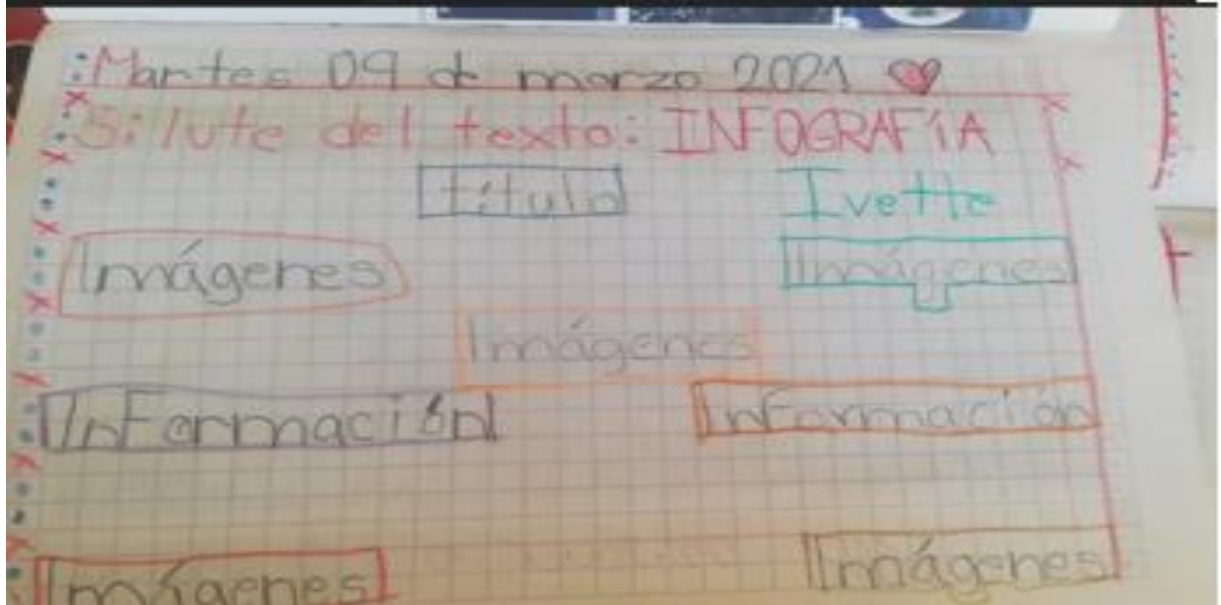 Martes 09 de marzo 2021
Silute del texto: INFOGRAFÍA
título Ivette
Imágenes Imágenes
Imágenes
Información Información
Imágenes Imágenes